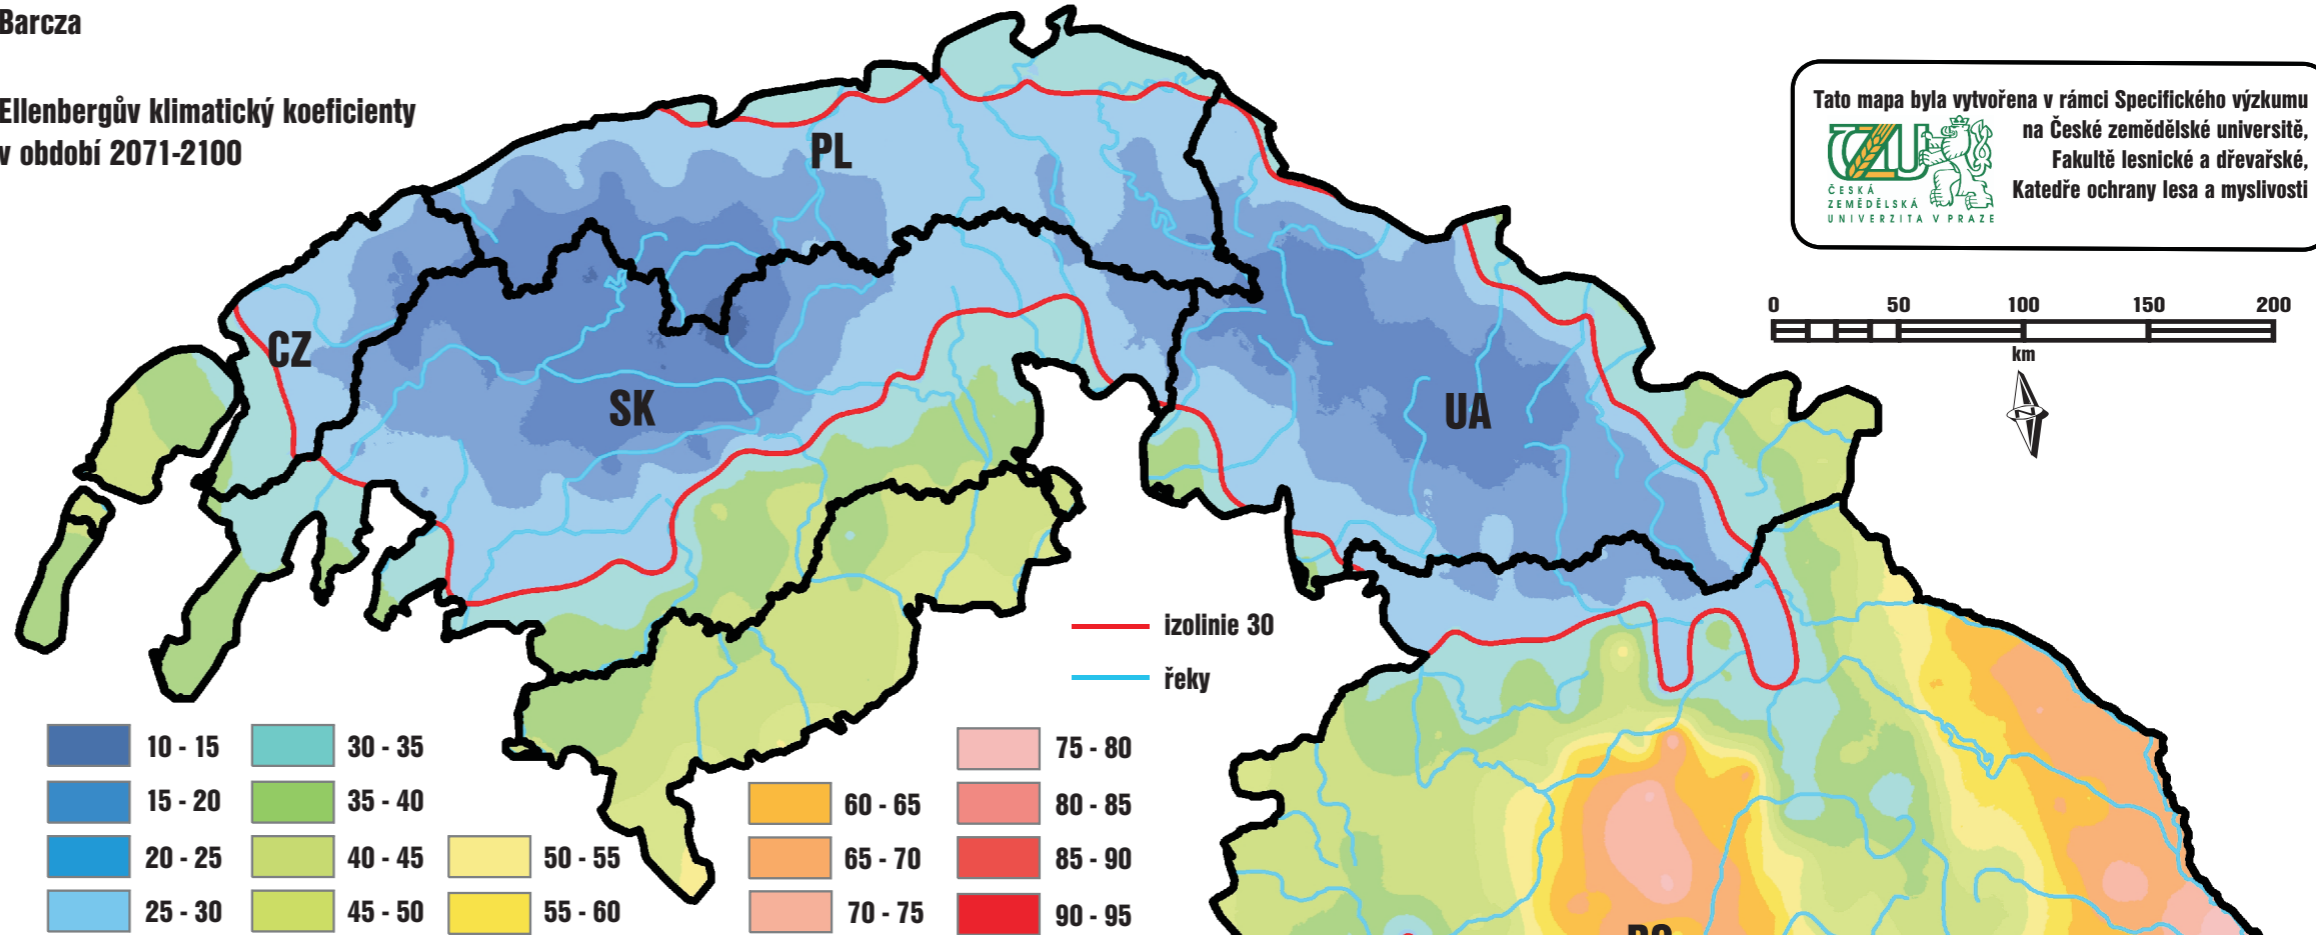 Barcza
Ellenbergův klimatický koeficienty
v období 2071-2100
Tato mapa byla vytvořena v rámci Specifického výzkumu
na České zemědělské universitě,
Fakultě lesnické a dřevařské,
Katedře ochrany lesa a myslivosti
ČZU
ČESKÁ
ZEMĚDĚLSKÁ
UNIVERZITA V PRAZE
0 50 100 150 200
km
N
PL
CZ
SK
UA
izolinie 30
řeky
10 - 15
15 - 20
20 - 25
25 - 30
30 - 35
35 - 40
40 - 45
45 - 50
50 - 55
55 - 60
60 - 65
65 - 70
70 - 75
75 - 80
80 - 85
85 - 90
90 - 95